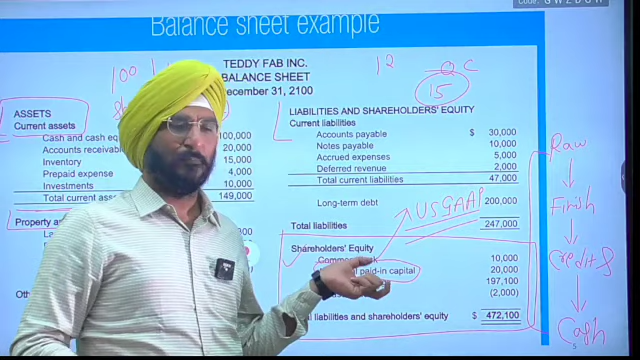 Balance sheet example
TEDDY FAB INC.
BALANCE SHEET
December 31, 2100
100
12
OC
15
ASSETS
Current assets
Cash and cash 100,000
Accounts receivable 20,000
Inventory 15,000
Prepaid expense 4,000
Investments 10,000
Total current assets 149,000
Property
LIABILITIES AND SHAREHOLDERS' EQUITY
Current liabilities
Accounts payable $ 30,000
Notes payable 10,000
Accrued expenses 5,000
Deferred revenue 2,000
Total current liabilities 47,000
Long-term debt 200,000
USGAAP
Total liabilities 247,000
Shareholders' Equity
10,000
paid-in capital 20,000
197,100
(2,000)
liabilities and shareholders' equity $ 472,100
Raw
Finish
Credit S
Cash
5